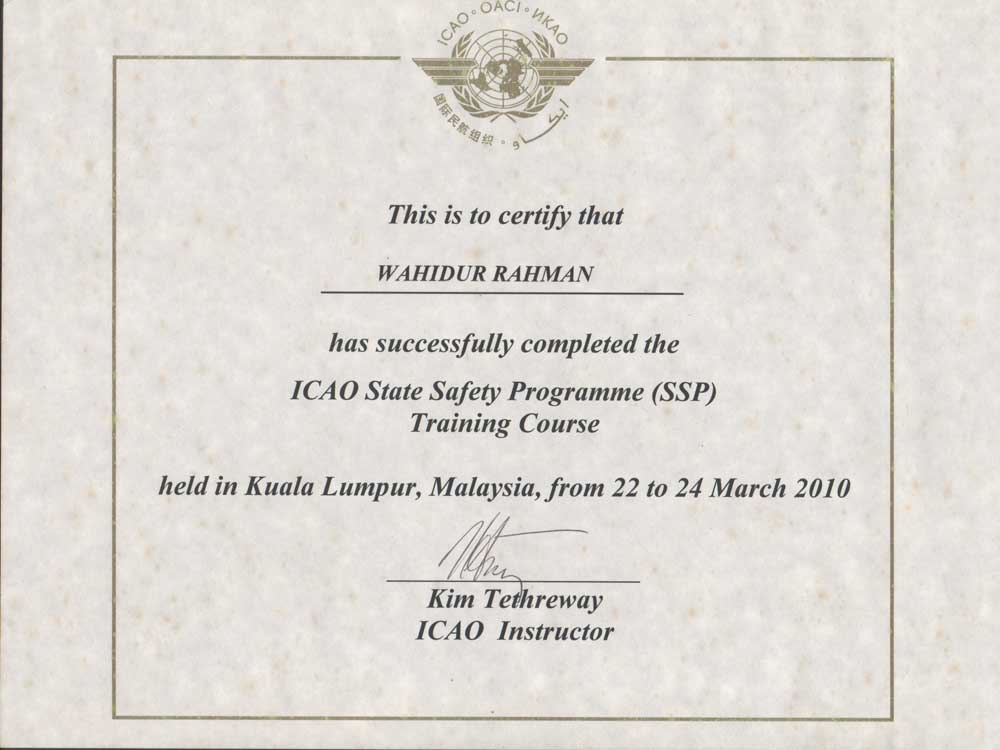 ICAO · OACI · ИКАО
国际民航组织 · ايكاو
This is to certify that
WAHIDUR RAHMAN
has successfully completed the
ICAO State Safety Programme (SSP)
Training Course
held in Kuala Lumpur, Malaysia, from 22 to 24 March 2010
Kim Tethreway
ICAO Instructor